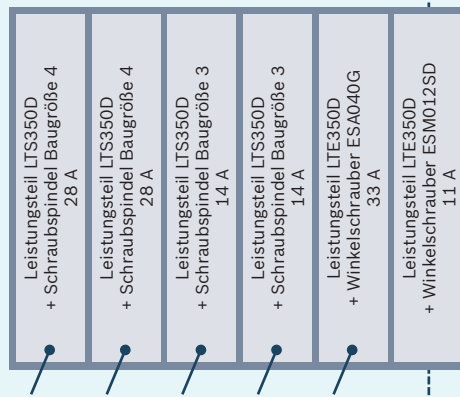 Leistungsteil LTS350D
+ Schraubspindel Baugröße 4
28 A
Leistungsteil LTS350D
+ Schraubspindel Baugröße 4
28 A
Leistungsteil LTS350D
+ Schraubspindel Baugröße 3
14 A
Leistungsteil LTS350D
+ Schraubspindel Baugröße 3
14 A
Leistungsteil LTE350D
+ Winkelschrauber ESA040G
33 A
Leistungsteil LTE350D
+ Winkelschrauber ESM012SD
11 A